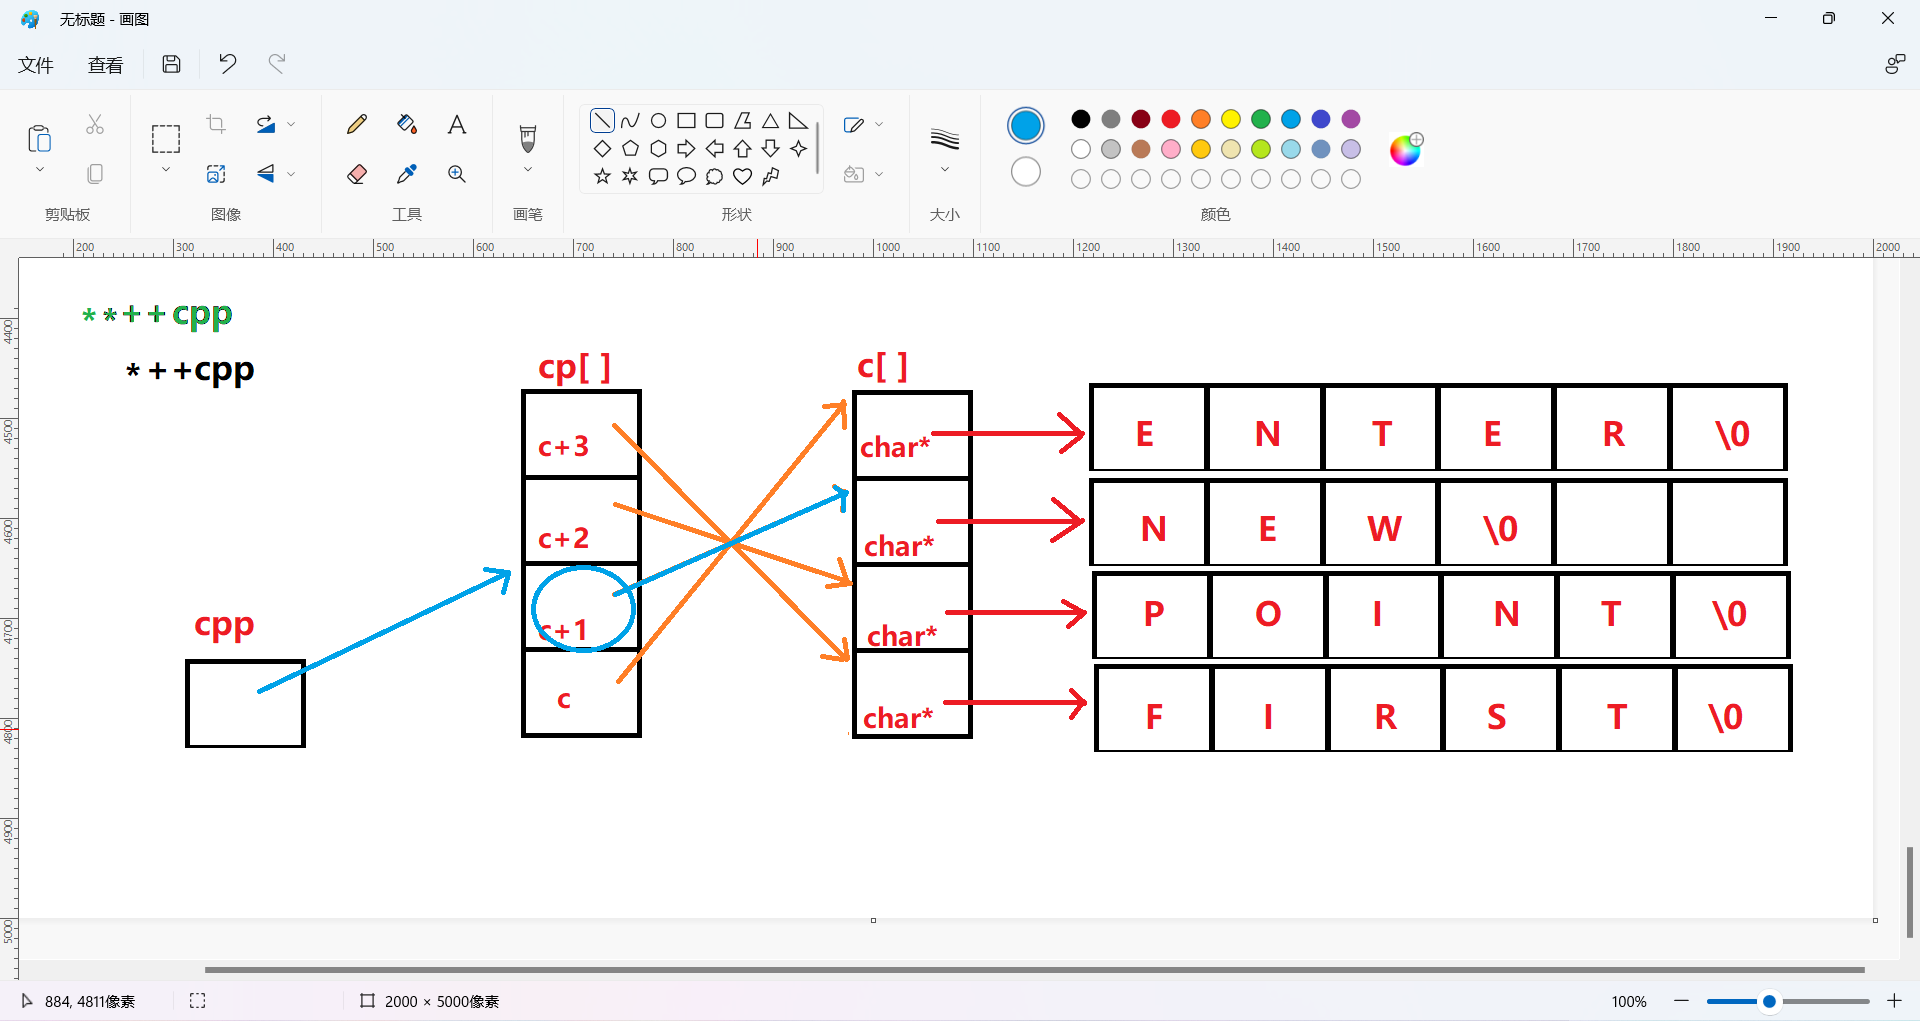 无标题 - 画图
文件 查看
剪贴板 图像 工具 画笔 形状 大小 颜色
200 300 400 500 600 700 800 900 1000 1100 1200 1300 1400 1500 1600 1700 1800 1900 2000
4400
4500
4600
4700
4800
4900
5000
**++cpp
*++cpp
cp[ ] c[ ]
c+3 char* E N T E R \0
c+2 char* N E W \0
c+1 char* P O I N T \0
cpp
c char* F I R S T \0
884, 4811像素 2000 × 5000像素 100%